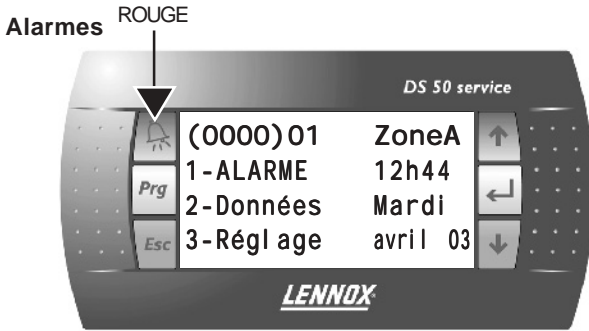 ROUGE
Alarmes
DS 50 service
(0000)01 ZoneA
1-ALARME 12h44
Prg 2-Données Mardi
Esc 3-Réglage avril 03
LENNOX